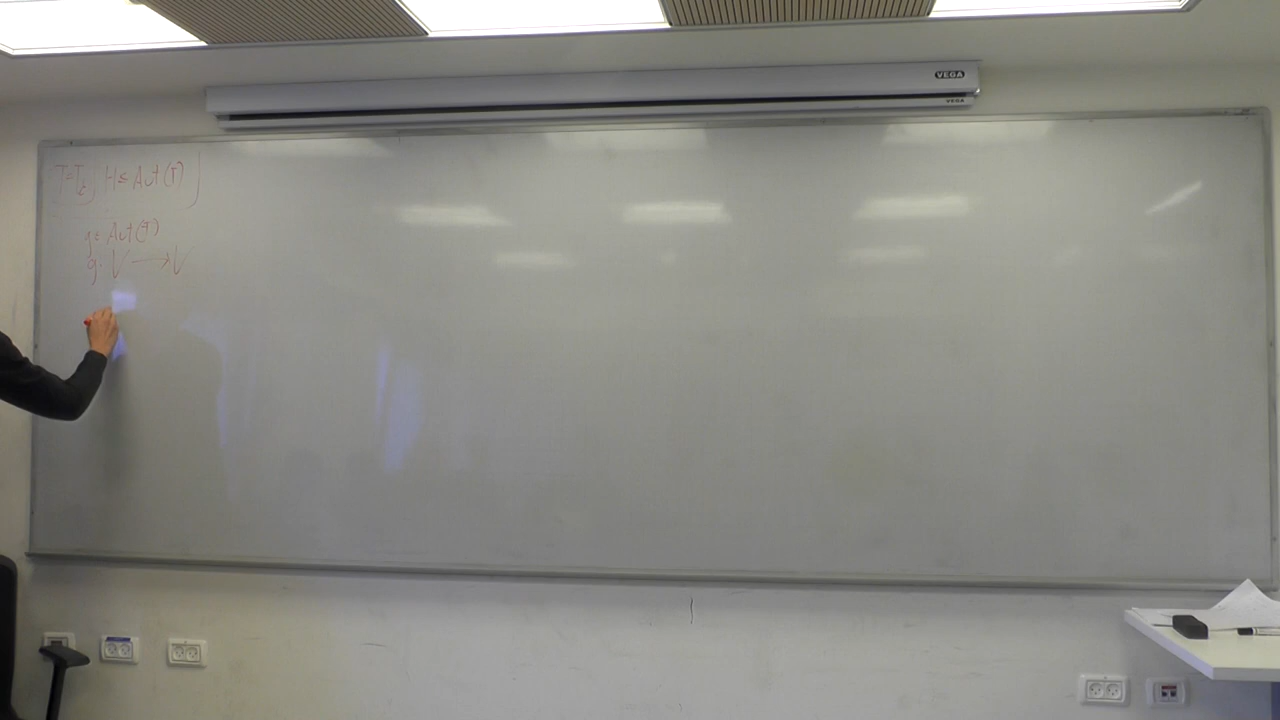 VEGA
VEGA
T=T_d, H≤Aut(T)
g∈Aut(T)
g: V → V